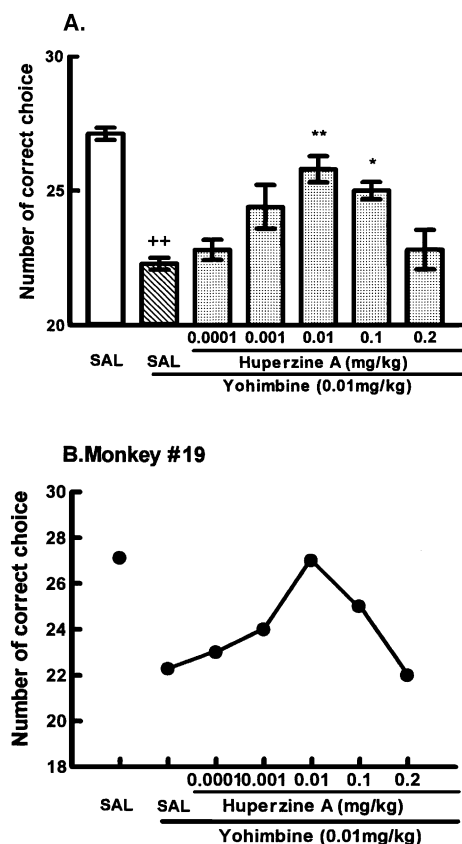 A.
Number of correct choice
30
25
20
++
**
*
0.0001 0.001 0.01 0.1 0.2
SAL SAL Huperzine A (mg/kg)
Yohimbine (0.01mg/kg)
B.Monkey #19
Number of correct choice
30
28
26
24
22
20
18
0.0001 0.001 0.01 0.1 0.2
SAL SAL Huperzine A (mg/kg)
Yohimbine (0.01mg/kg)